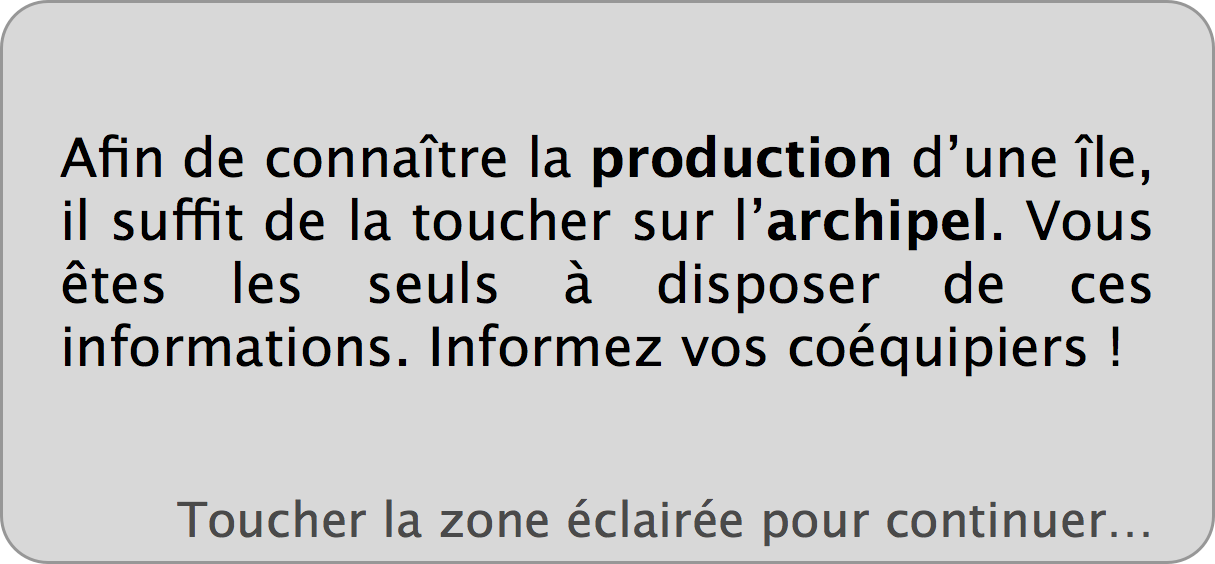 Afin de connaître la production d’une île,
il suffit de la toucher sur l’archipel. Vous
êtes les seuls à disposer de ces
informations. Informez vos coéquipiers !
Toucher la zone éclairée pour continuer…